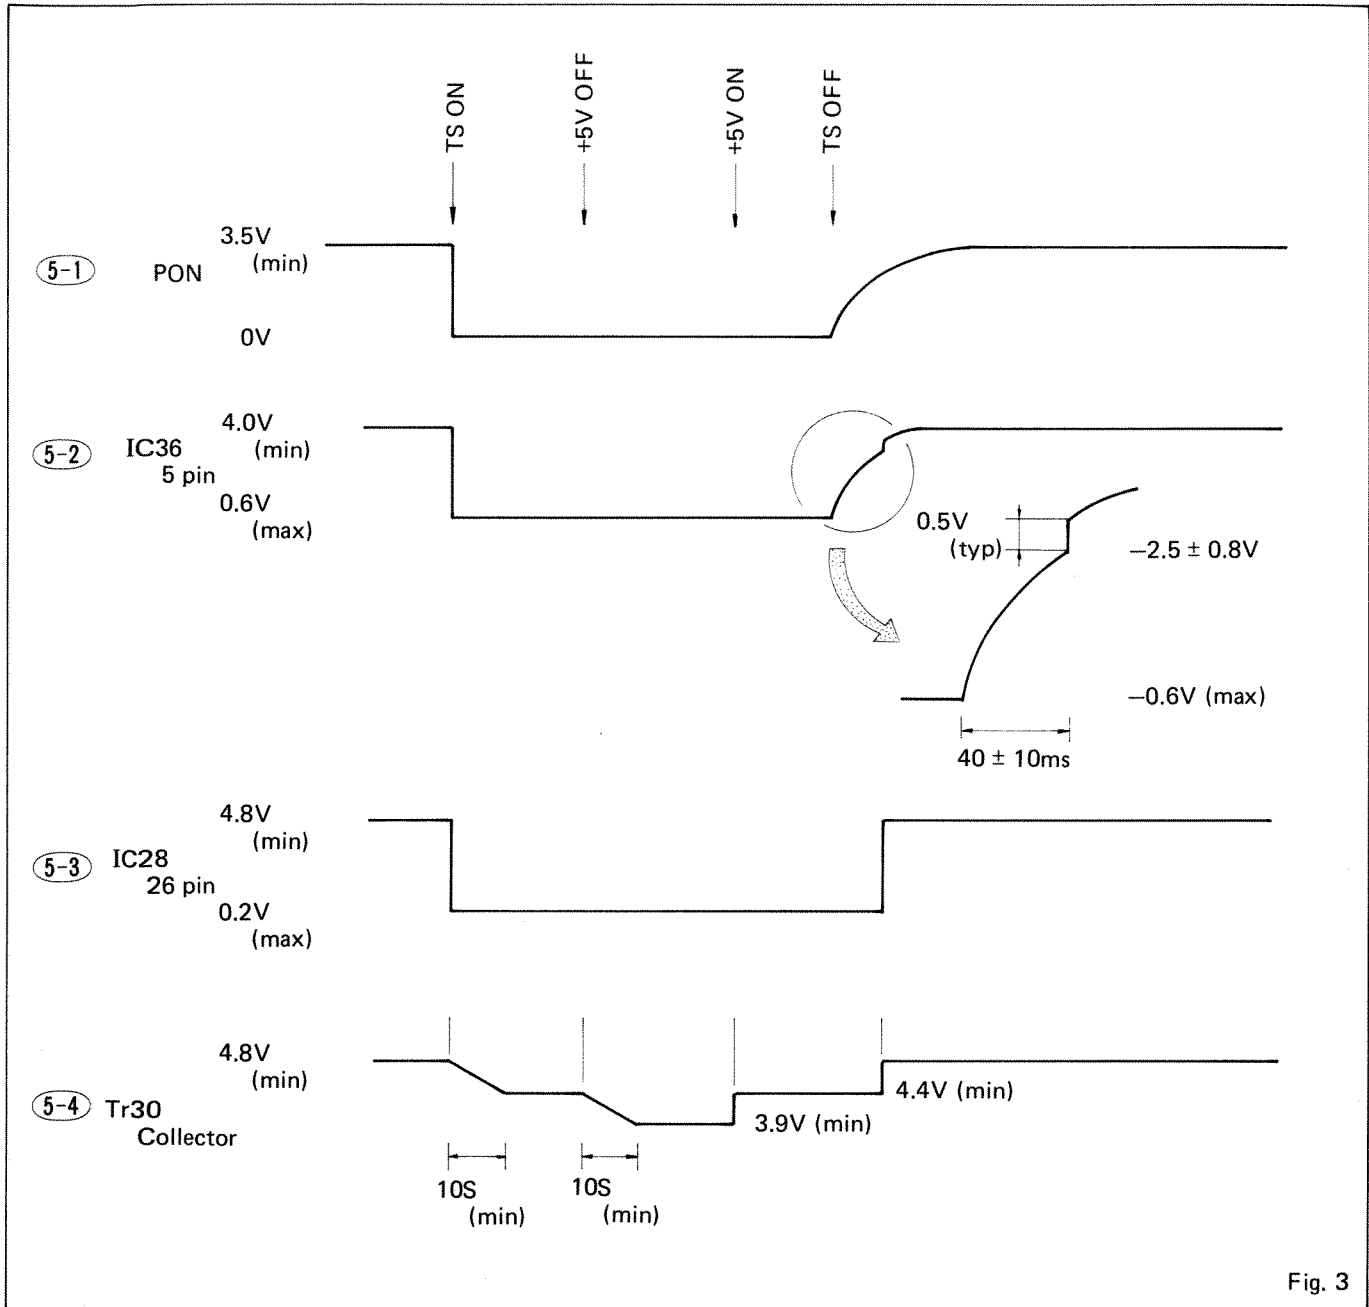 TS ON
+5V OFF
+5V ON
TS OFF
5-1
PON
3.5V
(min)
0V
5-2
IC36
5 pin
4.0V
(min)
0.6V
(max)
0.5V
(typ)
−2.5 ± 0.8V
−0.6V (max)
40 ± 10ms
5-3
IC28
26 pin
4.8V
(min)
0.2V
(max)
5-4
Tr30
Collector
4.8V
(min)
4.4V (min)
3.9V (min)
10S
(min)
10S
(min)
Fig. 3